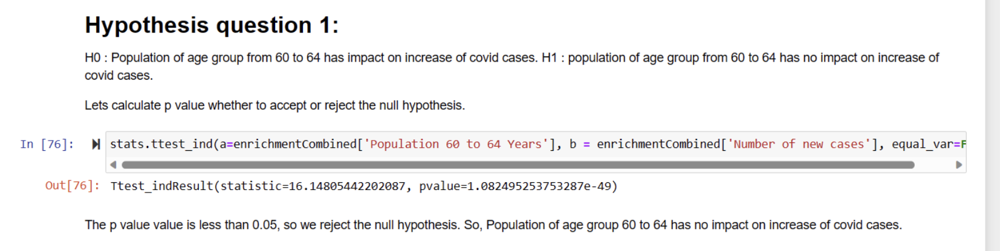 Hypothesis question 1:
H0 : Population of age group from 60 to 64 has impact on increase of covid cases. H1 : population of age group from 60 to 64 has no impact on increase of
covid cases.
Lets calculate p value whether to accept or reject the null hypothesis.
In [76]: stats.ttest_ind(a=enrichmentCombined['Population 60 to 64 Years'], b = enrichmentCombined['Number of new cases'], equal_var=F
Out[76]: Ttest_indResult(statistic=16.14805442202087, pvalue=1.082495253753287e-49)
The p value value is less than 0.05, so we reject the null hypothesis. So, Population of age group 60 to 64 has no impact on increase of covid cases.